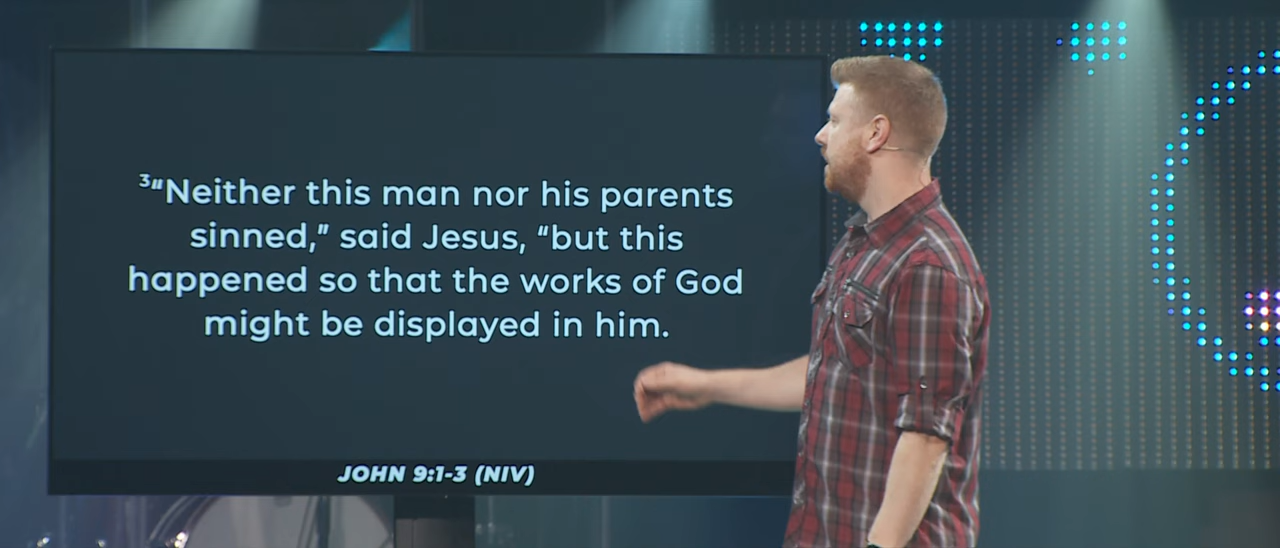 ³“Neither this man nor his parents
sinned,” said Jesus, “but this
happened so that the works of God
might be displayed in him.
JOHN 9:1-3 (NIV)